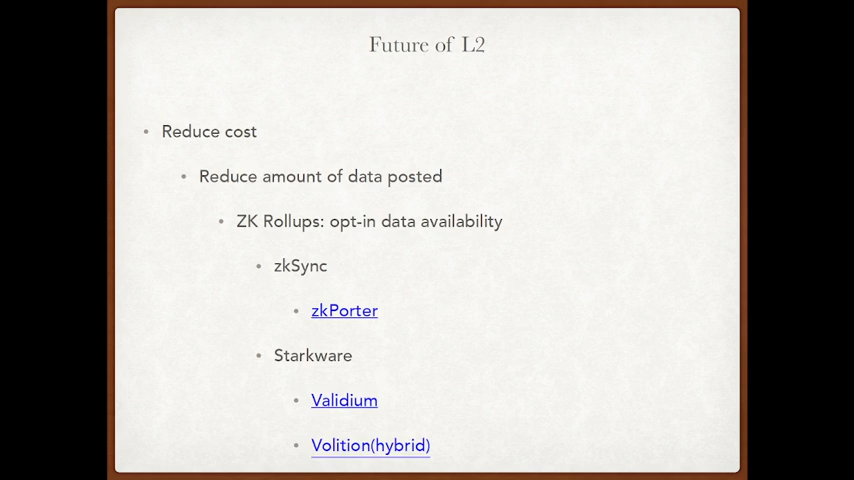 Future of L2
• Reduce cost
• Reduce amount of data posted
• ZK Rollups: opt-in data availability
• zkSync
• zkPorter
• Starkware
• Validium
• Volition(hybrid)